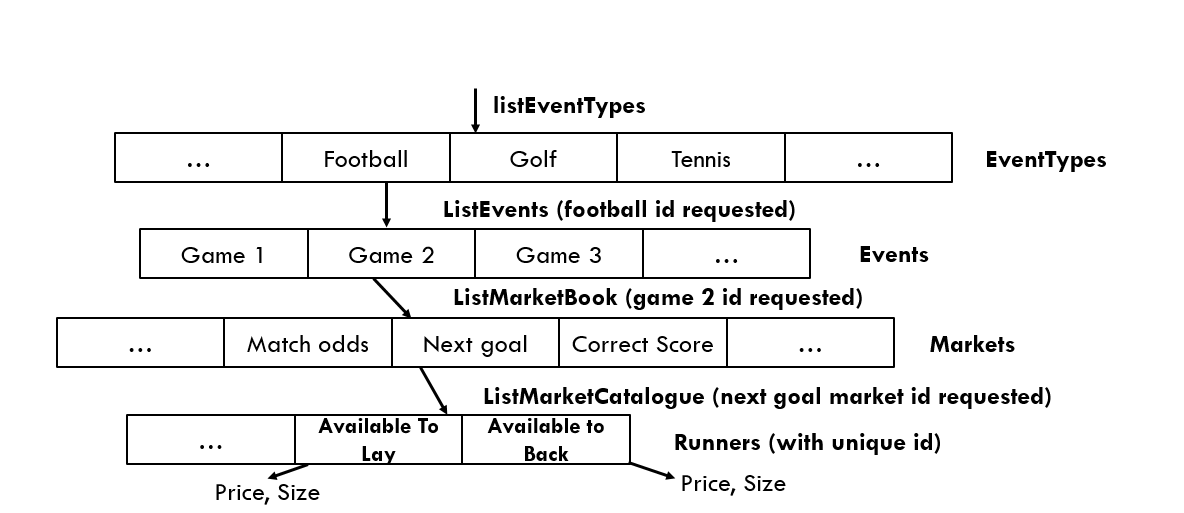 listEventTypes
... Football Golf Tennis ... EventTypes
ListEvents (football id requested)
Game 1 Game 2 Game 3 ... Events
ListMarketBook (game 2 id requested)
... Match odds Next goal Correct Score ... Markets
ListMarketCatalogue (next goal market id requested)
... Available To Lay Available to Back Runners (with unique id)
Price, Size Price, Size